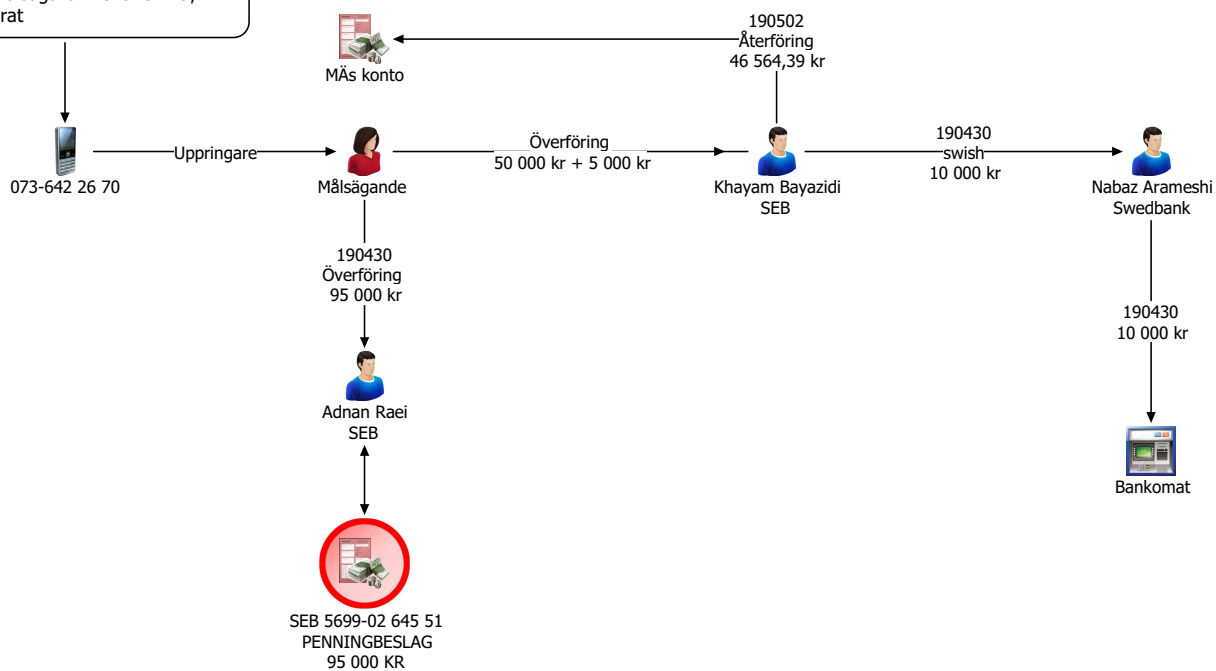 rat
190502
Återföring
46 564,39 kr
MÄs konto
073-642 26 70
Uppringare
Målsägande
Överföring
50 000 kr + 5 000 kr
Khayam Bayazidi
SEB
190430
swish
10 000 kr
Nabaz Arameshi
Swedbank
190430
Överföring
95 000 kr
190430
10 000 kr
Adnan Raei
SEB
Bankomat
SEB 5699-02 645 51
PENNINGBESLAG
95 000 KR